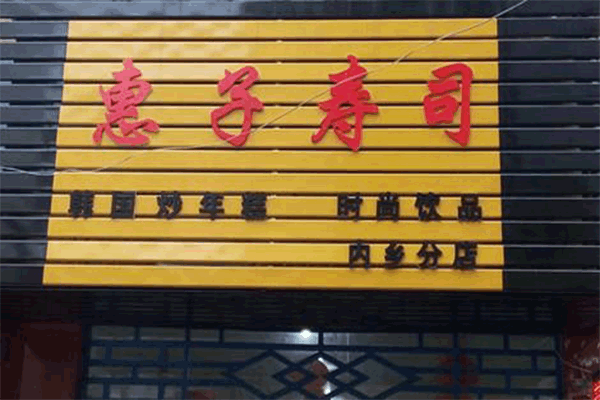 惠子寿司
韩国炒年糕 时尚饮品
内乡分店